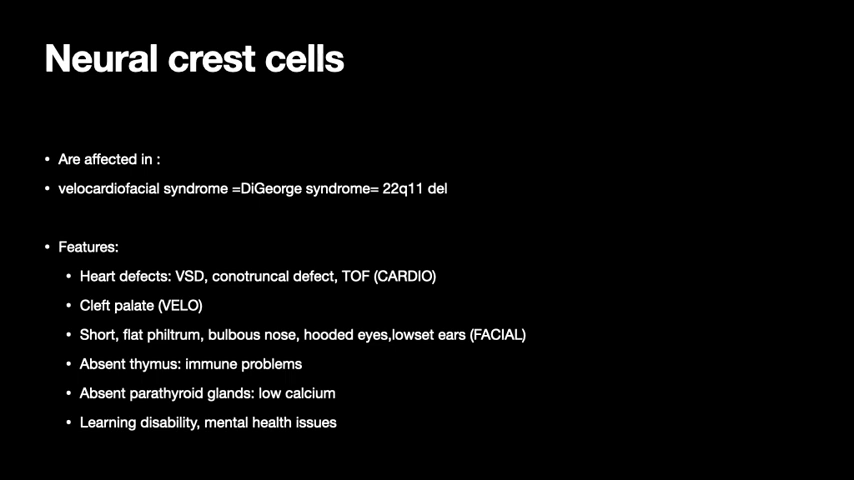 Neural crest cells
• Are affected in :
• velocardiofacial syndrome =DiGeorge syndrome= 22q11 del
• Features:
• Heart defects: VSD, conotruncal defect, TOF (CARDIO)
• Cleft palate (VELO)
• Short, flat philtrum, bulbous nose, hooded eyes,lowset ears (FACIAL)
• Absent thymus: immune problems
• Absent parathyroid glands: low calcium
• Learning disability, mental health issues